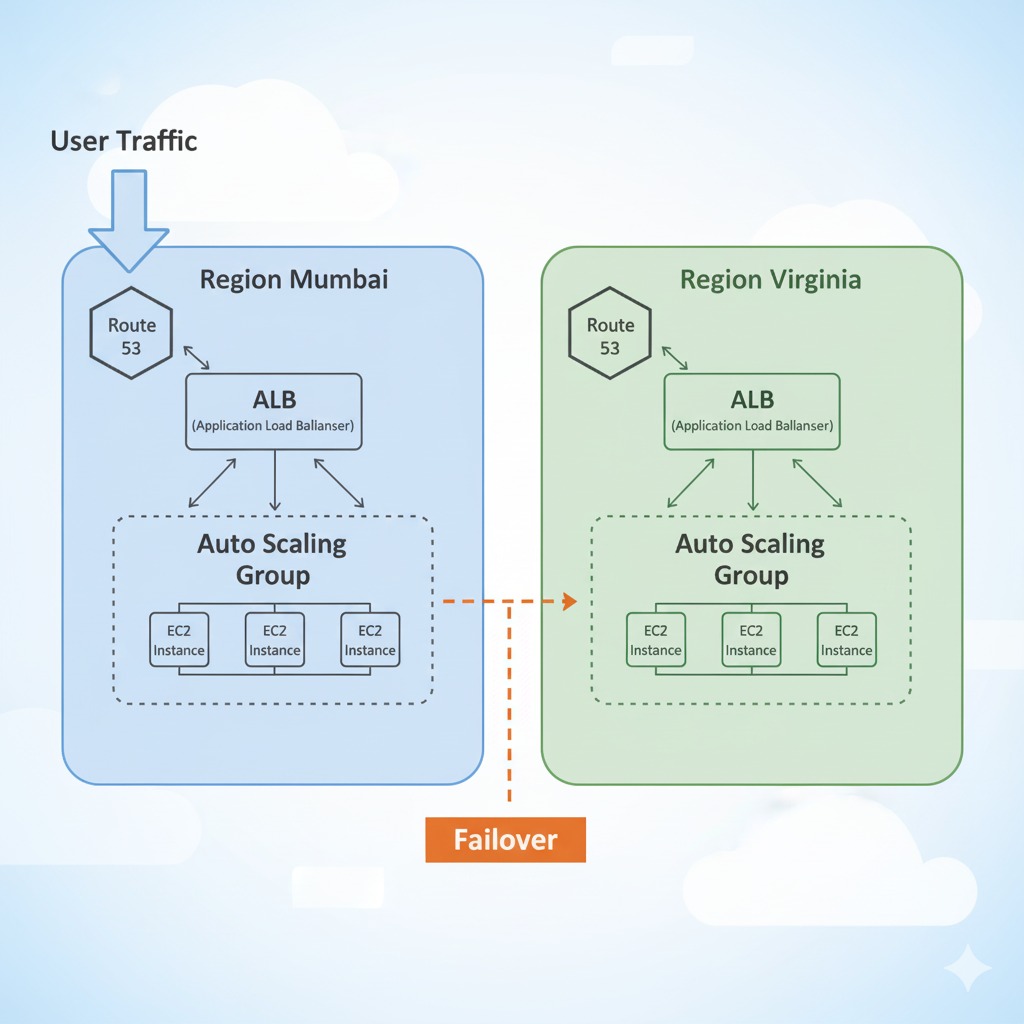 User Traffic
Region Mumbai
Route
53
ALB
(Application Load Ballanser)
Auto Scaling
Group
EC2
Instance
EC2
Instance
EC2
Instance
Region Virginia
Route
53
ALB
(Application Load Ballanser)
Auto Scaling
Group
EC2
Instance
EC2
Instance
EC2
Instance
Failover